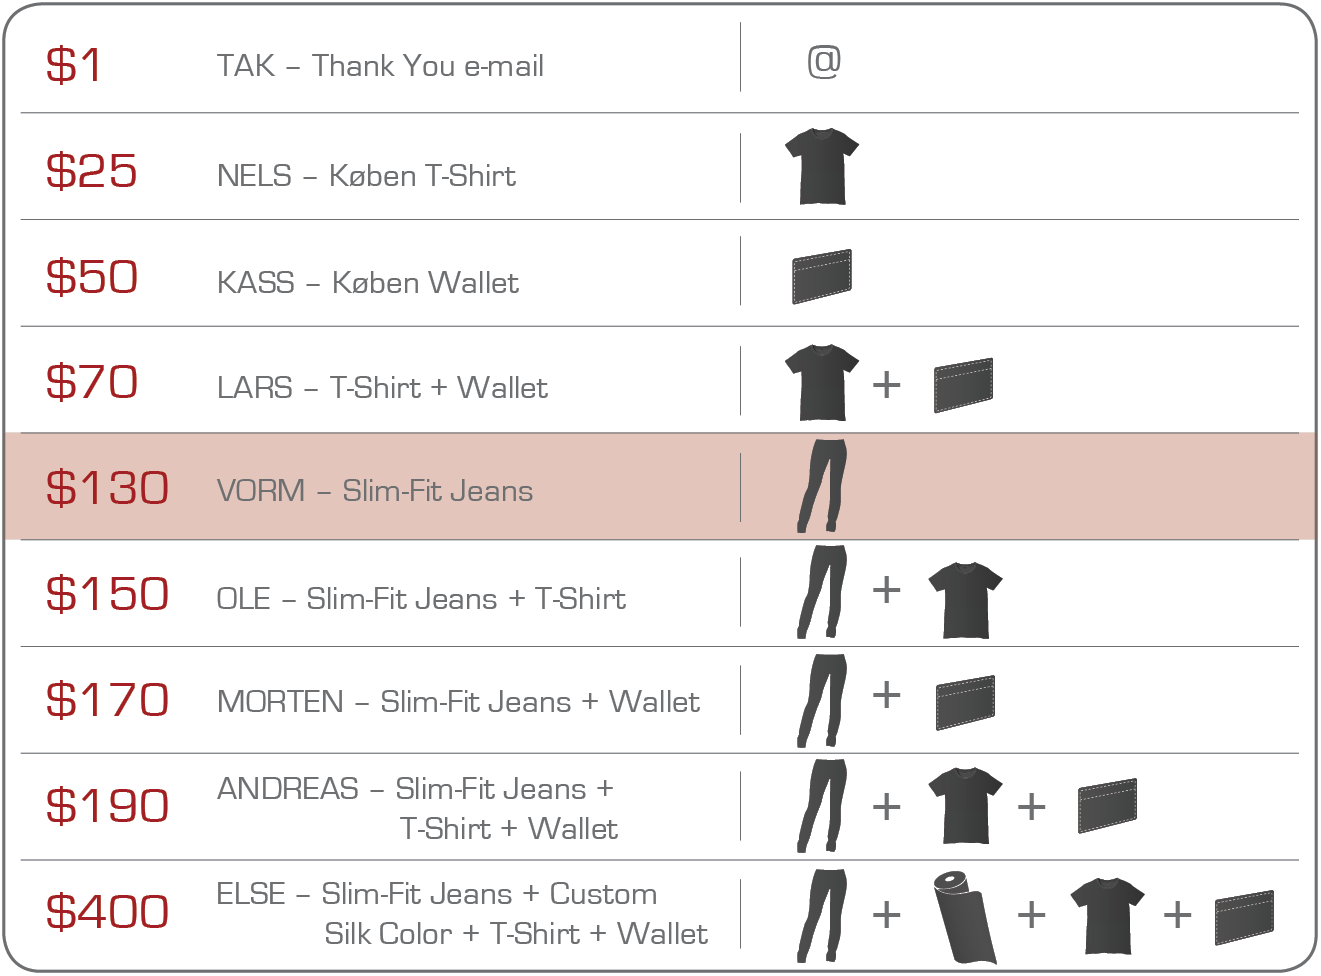 $1 TAK – Thank You e-mail @
$25 NELS – Køben T-Shirt
$50 KASS – Køben Wallet
$70 LARS – T-Shirt + Wallet +
$130 VORM – Slim-Fit Jeans
$150 OLE – Slim-Fit Jeans + T-Shirt +
$170 MORTEN – Slim-Fit Jeans + Wallet +
$190 ANDREAS – Slim-Fit Jeans + + +
T-Shirt + Wallet
$400 ELSE – Slim-Fit Jeans + Custom + + +
Silk Color + T-Shirt + Wallet